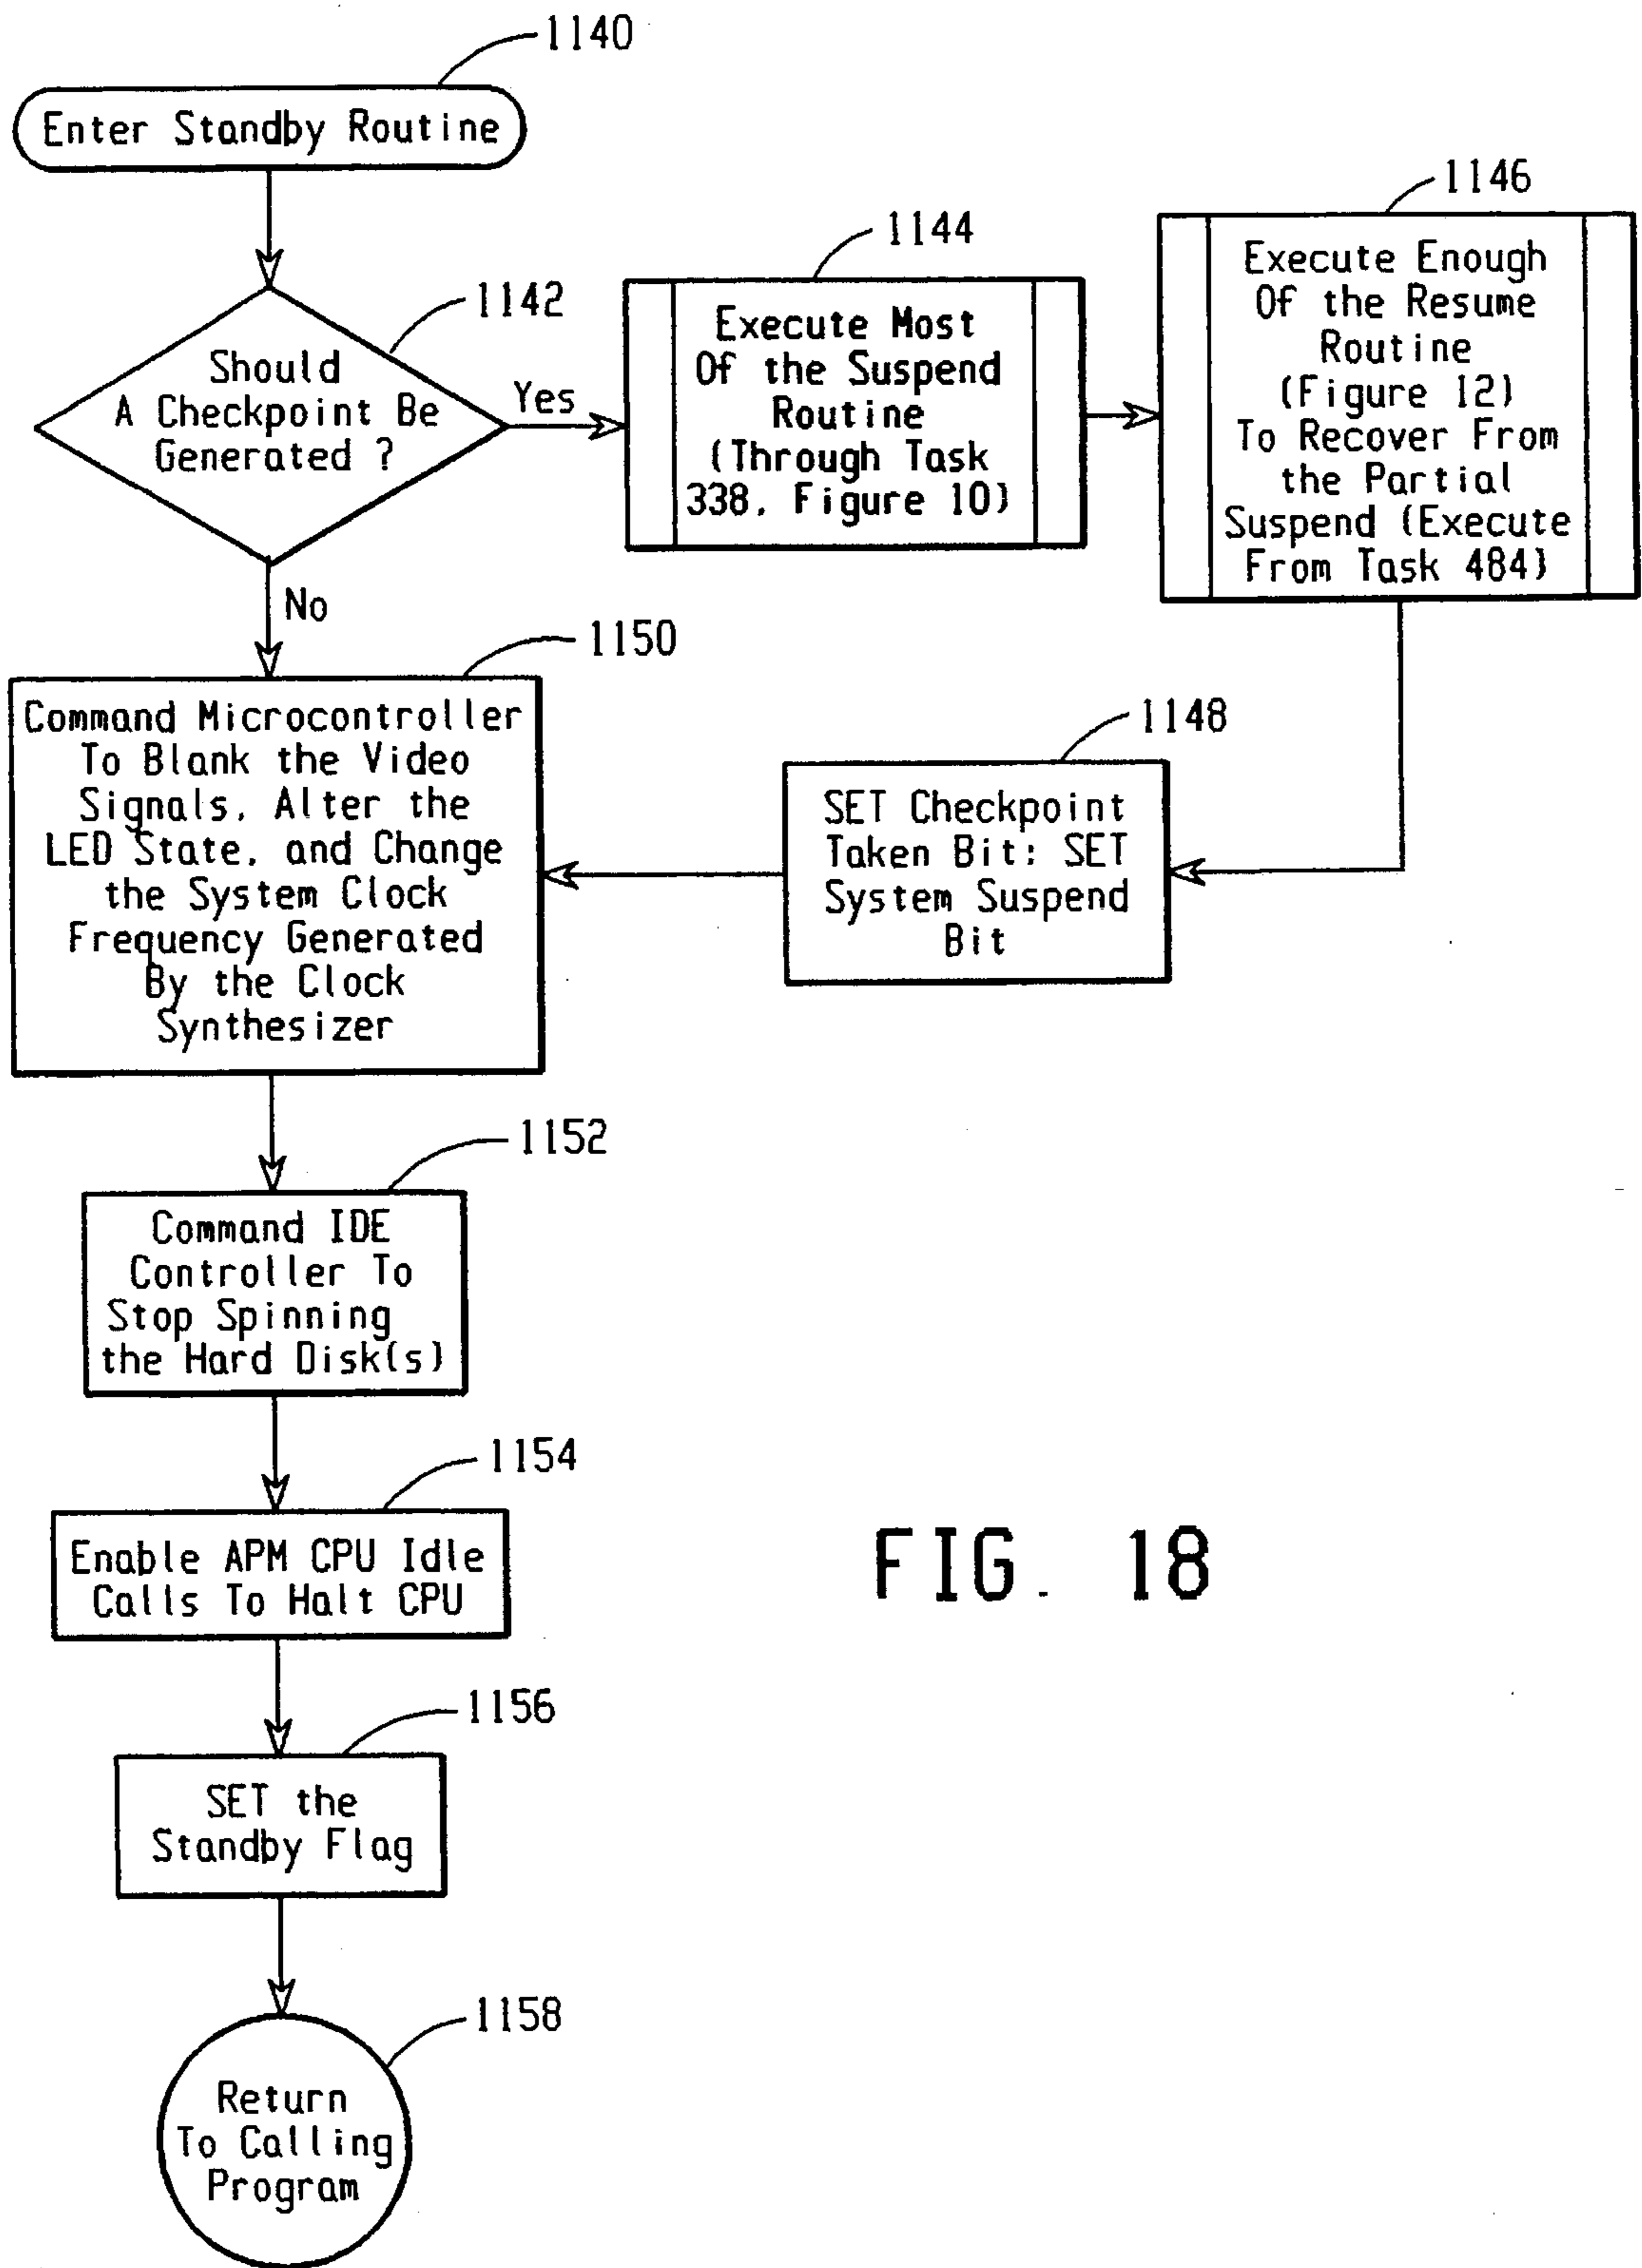 1140
Enter Standby Routine
1142
Should
A Checkpoint Be
Generated ?
Yes
No
1144
Execute Most
Of the Suspend
Routine
(Through Task
338, Figure 10)
1146
Execute Enough
Of the Resume
Routine
(Figure 12)
To Recover From
the Partial
Suspend (Execute
From Task 484)
1148
SET Checkpoint
Taken Bit; SET
System Suspend
Bit
1150
Command Microcontroller
To Blank the Video
Signals, Alter the
LED State, and Change
the System Clock
Frequency Generated
By the Clock
Synthesizer
1152
Command IDE
Controller To
Stop Spinning
the Hard Disk(s)
1154
Enable APM CPU Idle
Calls To Halt CPU
1156
SET the
Standby Flag
1158
Return
To Calling
Program
FIG. 18